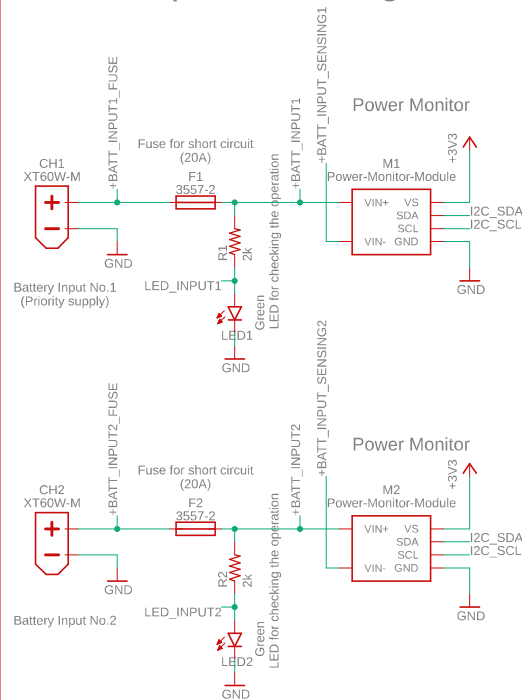 +BATT_INPUT1_FUSE
+BATT_INPUT1
+BATT_INPUT_SENSING1
Power Monitor
Fuse for short circuit
(20A)
+3V3
CH1
XT60W-M
F1
3557-2
M1
Power-Monitor-Module
VIN+
VS
SDA
I2C_SDA
SCL
I2C_SCL
VIN-
GND
R1
2k
GND
GND
Battery Input No.1
(Priority supply)
LED_INPUT1
Green
LED for checking the operation
LED1
GND
+BATT_INPUT2_FUSE
+BATT_INPUT2
+BATT_INPUT_SENSING2
Power Monitor
Fuse for short circuit
(20A)
+3V3
CH2
XT60W-M
F2
3557-2
M2
Power-Monitor-Module
VIN+
VS
SDA
I2C_SDA
SCL
I2C_SCL
VIN-
GND
R2
2k
GND
GND
Battery Input No.2
LED_INPUT2
Green
LED for checking the operation
LED2
GND